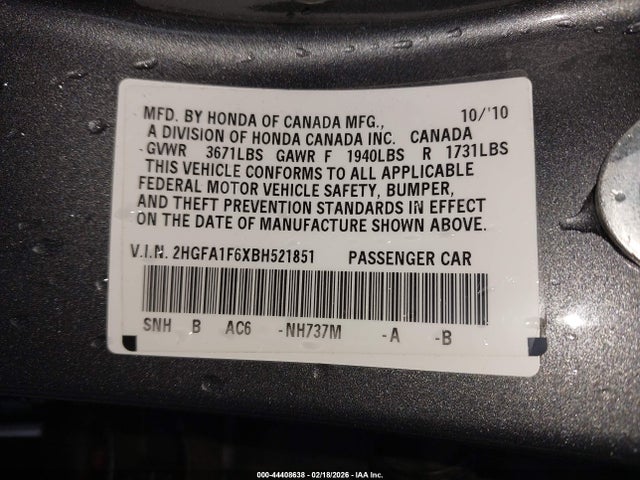 MFD. BY HONDA OF CANADA MFG., 10/'10
A DIVISION OF HONDA CANADA INC. CANADA
-GVWR 3671LBS GAWR F 1940LBS R 1731LBS
THIS VEHICLE CONFORMS TO ALL APPLICABLE
FEDERAL MOTOR VEHICLE SAFETY, BUMPER,
AND THEFT PREVENTION STANDARDS IN EFFECT
ON THE DATE OF MANUFACTURE SHOWN ABOVE.
V.I.N. 2HGFA1F6XBH521851 PASSENGER CAR
SNH B AC6 -NH737M -A -B
000-44408638 - 02/18/2026 - IAA Inc.